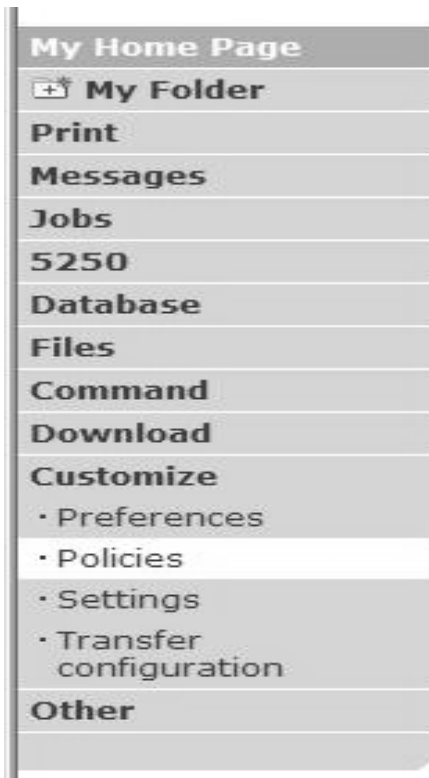 My Home Page
My Folder
Print
Messages
Jobs
5250
Database
Files
Command
Download
Customize
· Preferences
· Policies
· Settings
· Transfer
configuration
Other